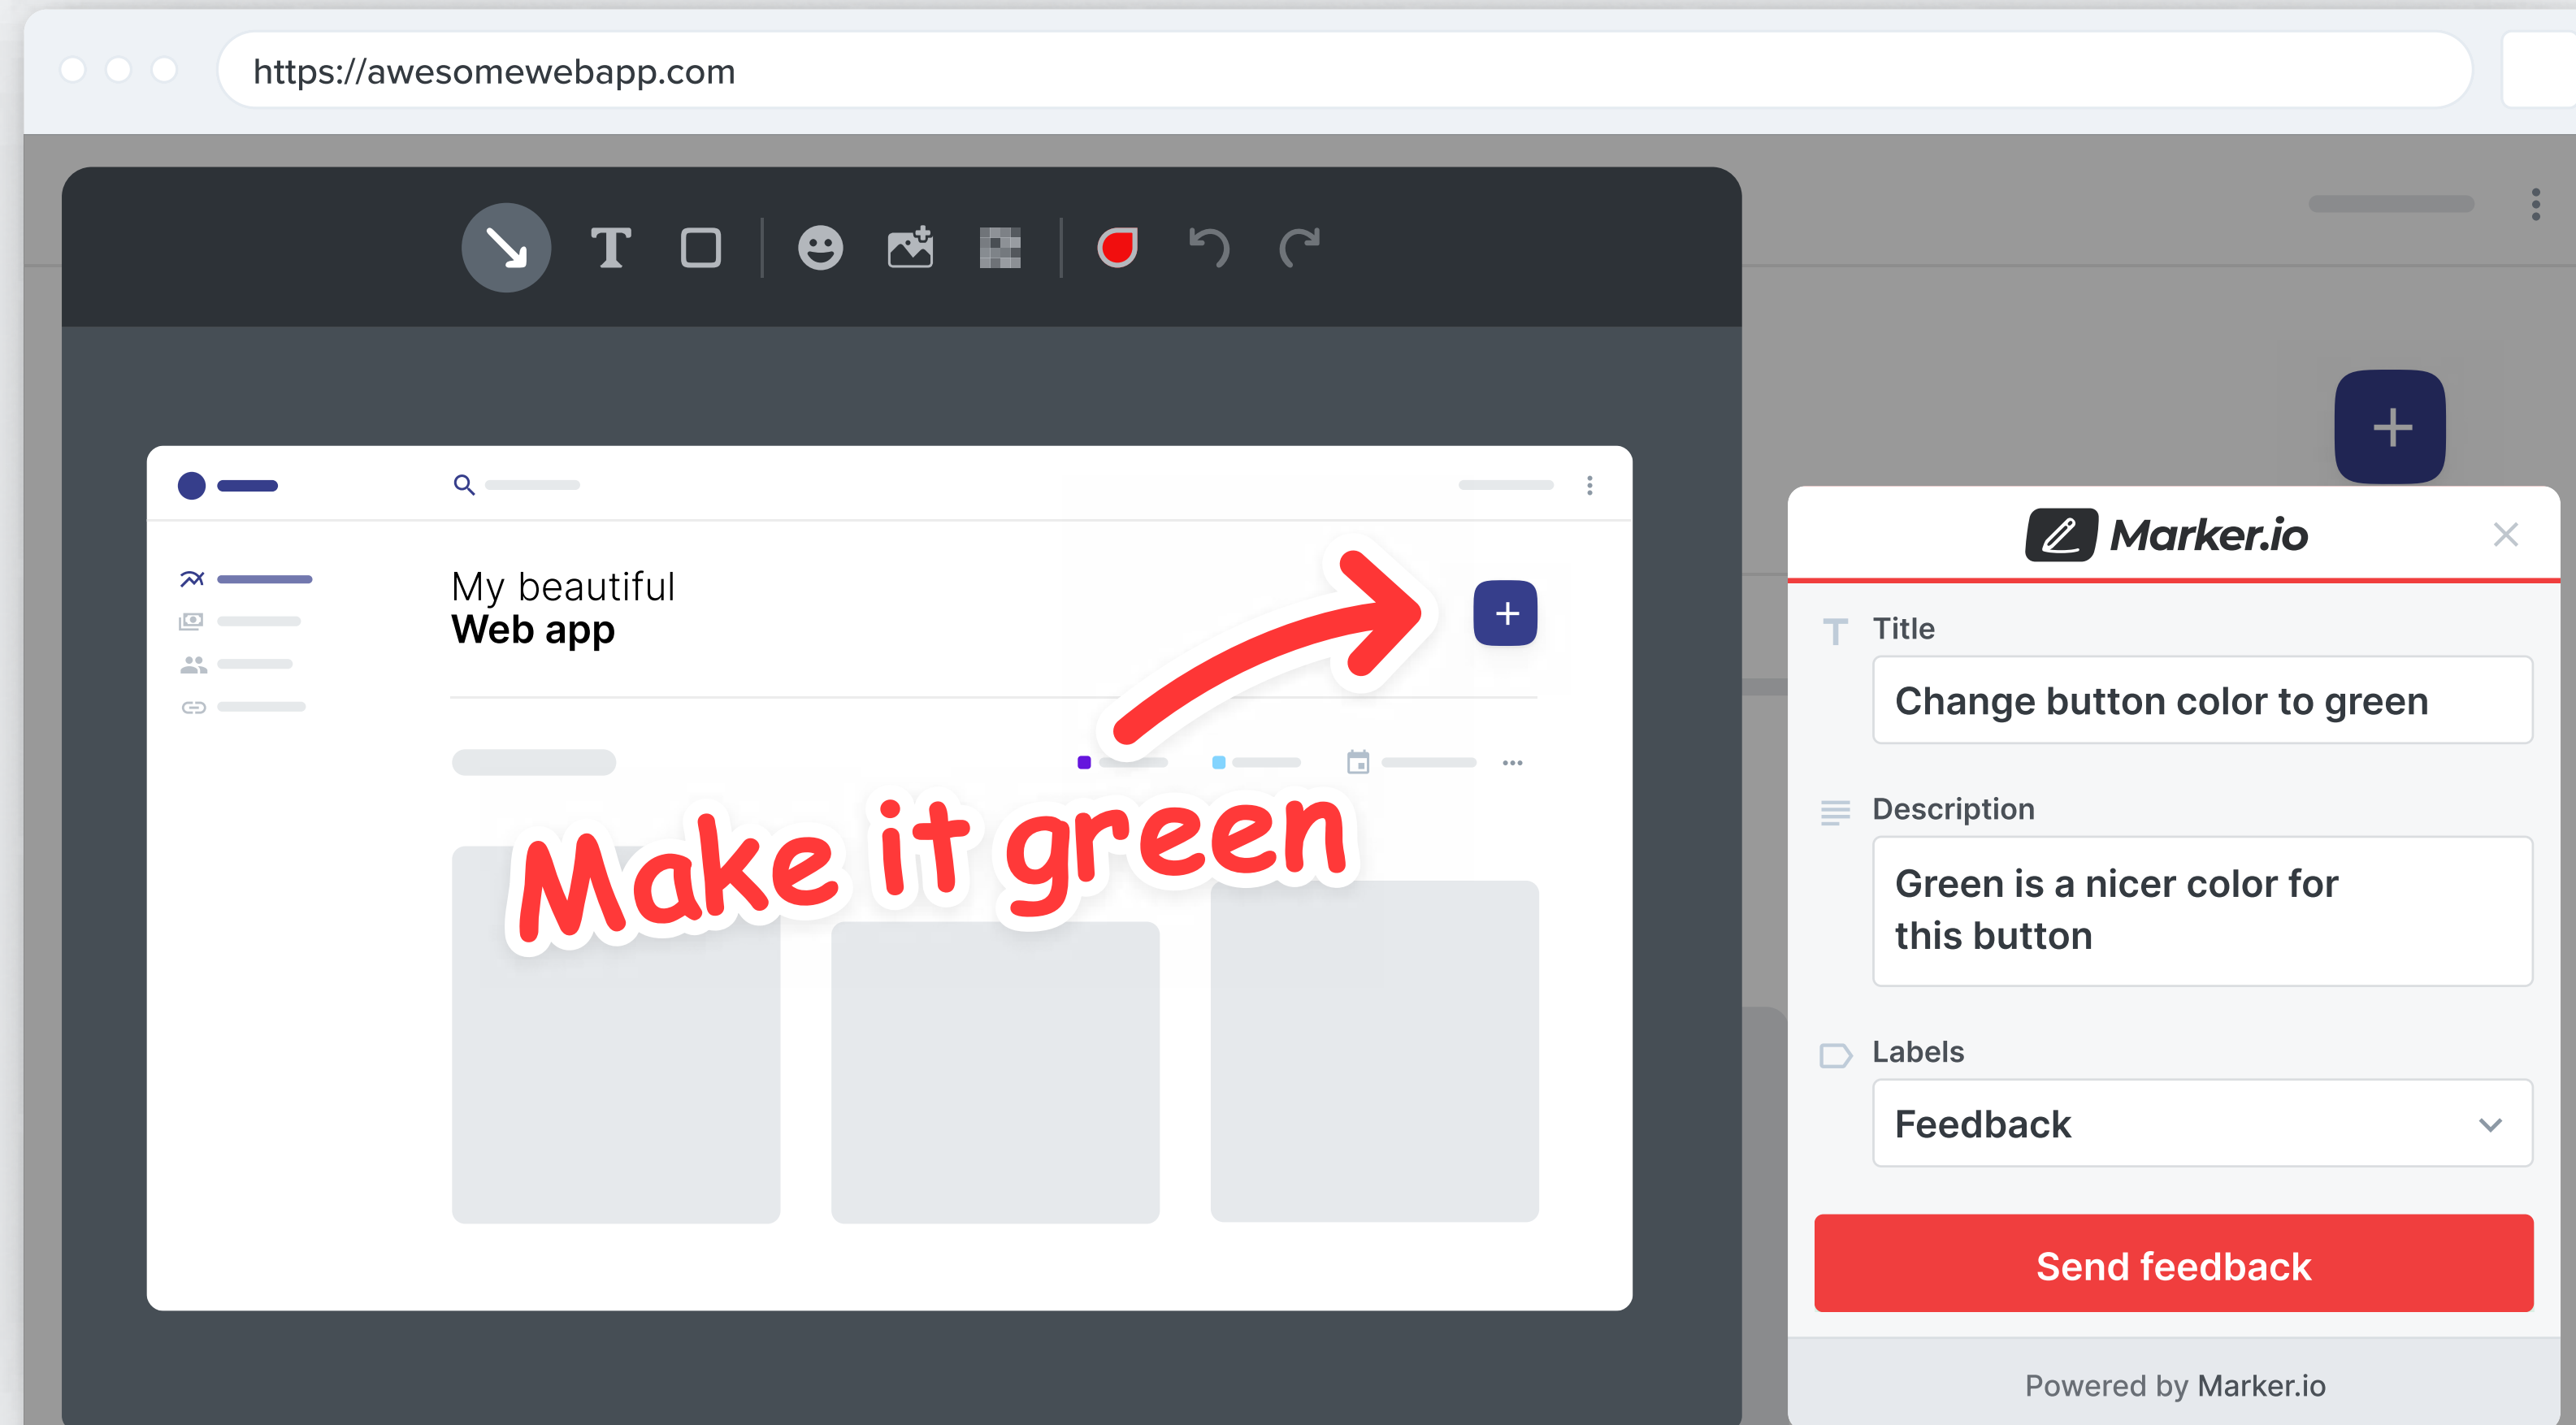 https://awesomewebapp.com
My beautiful
Web app
Make it green
Marker.io
Title
Change button color to green
Description
Green is a nicer color for
this button
Labels
Feedback
Send feedback
Powered by Marker.io